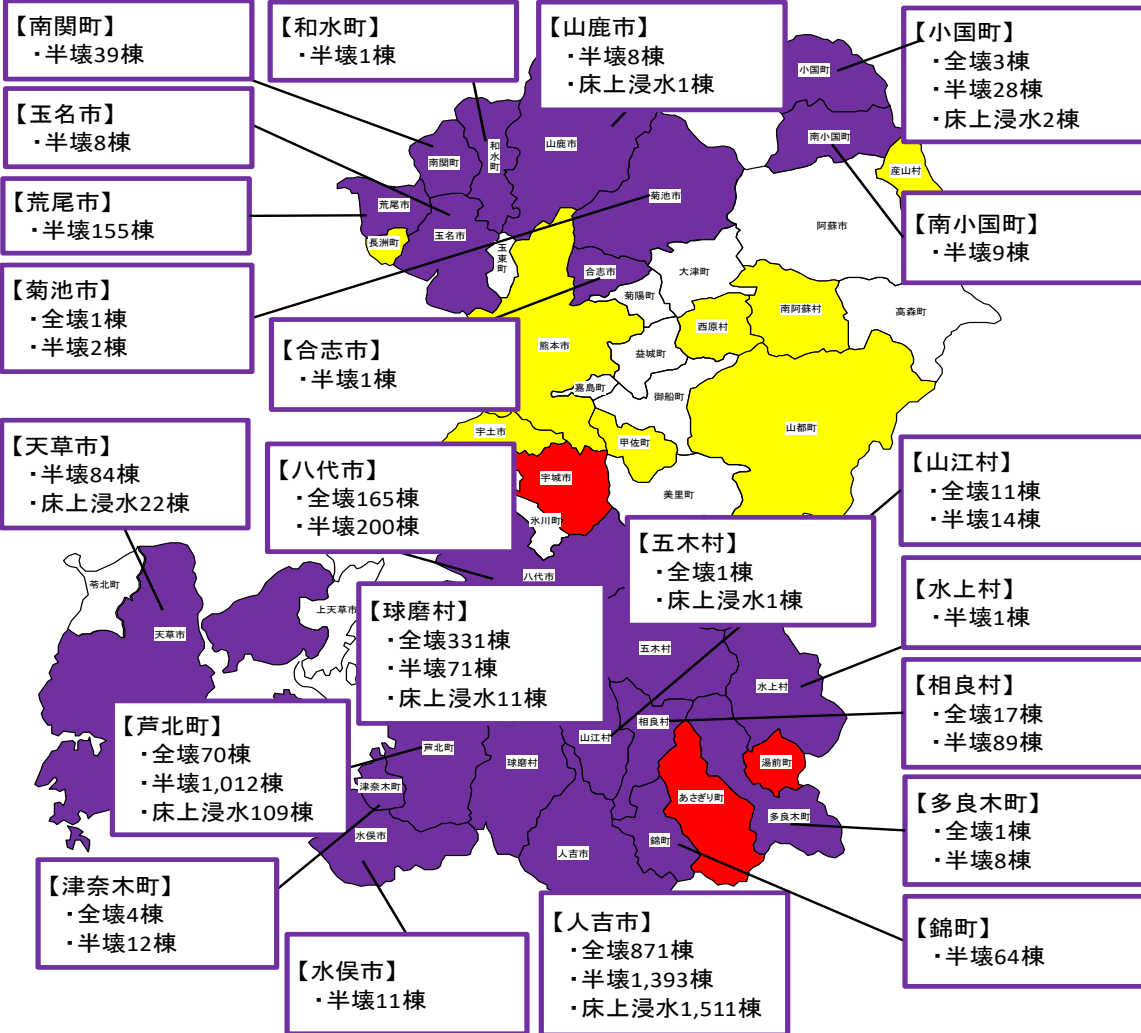 【南関町】
・半壊39棟
【和水町】
・半壊1棟
【山鹿市】
・半壊8棟
・床上浸水1棟
【小国町】
・全壊3棟
・半壊28棟
・床上浸水2棟
【玉名市】
・半壊8棟
【荒尾市】
・半壊155棟
【南小国町】
・半壊9棟
【菊池市】
・全壊1棟
・半壊2棟
【合志市】
・半壊1棟
小国町
南小国町
産山村
山鹿市
和水町
南関町
菊池市
荒尾市
玉名市
長洲町
玉東町
阿蘇市
合志市
大津町
菊陽町
西原村
南阿蘇村
高森町
熊本市
益城町
嘉島町
御船町
宇土市
甲佐町
山都町
宇城市
美里町
氷川町
【天草市】
・半壊84棟
・床上浸水22棟
【八代市】
・全壊165棟
・半壊200棟
【山江村】
・全壊11棟
・半壊14棟
【五木村】
・全壊1棟
・床上浸水1棟
【水上村】
・半壊1棟
八代市
苓北町
上天草市
天草市
【球磨村】
・全壊331棟
・半壊71棟
・床上浸水11棟
五木村
水上村
【相良村】
・全壊17棟
・半壊89棟
【芦北町】
・全壊70棟
・半壊1,012棟
・床上浸水109棟
相良村
山江村
芦北町
球磨村
湯前町
津奈木町
あさぎり町
多良木町
水俣市
人吉市
錦町
【多良木町】
・全壊1棟
・半壊8棟
【津奈木町】
・全壊4棟
・半壊12棟
【水俣市】
・半壊11棟
【人吉市】
・全壊871棟
・半壊1,393棟
・床上浸水1,511棟
【錦町】
・半壊64棟